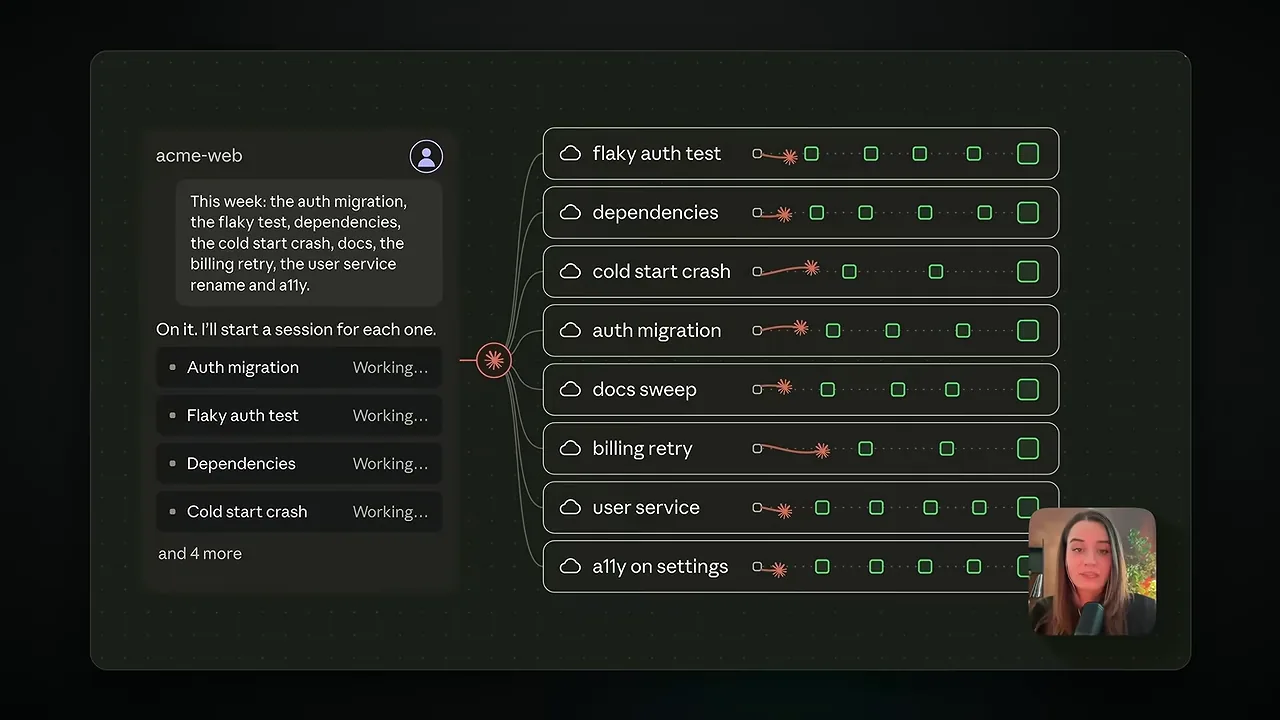 acme-web
This week: the auth migration,
the flaky test, dependencies,
the cold start crash, docs, the
billing retry, the user service
rename and a11y.
On it. I'll start a session for each one.
Auth migration Working...
Flaky auth test Working...
Dependencies Working...
Cold start crash Working...
and 4 more
flaky auth test
dependencies
cold start crash
auth migration
docs sweep
billing retry
user service
a11y on settings